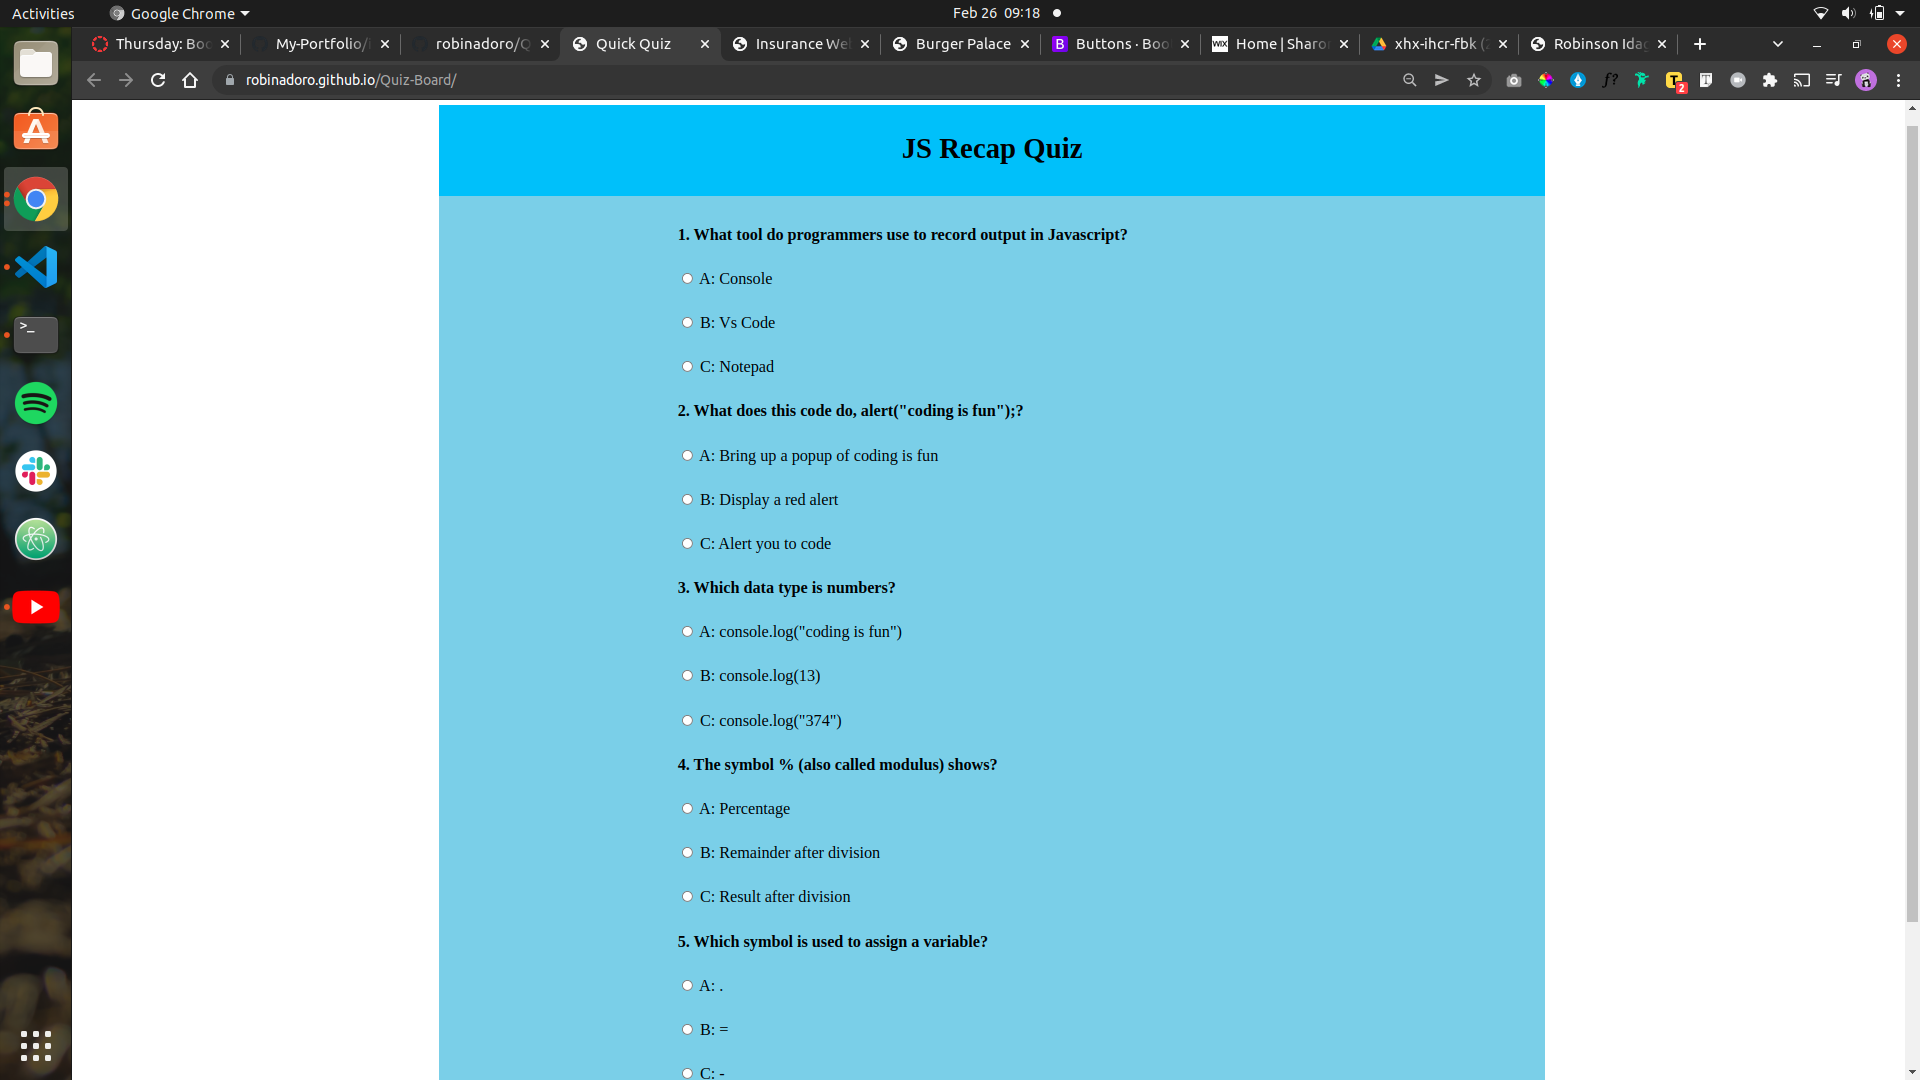 Activities
Google Chrome
Feb 26 09:18
Thursday: Boo
My-Portfolio/
robinadoro/Q
Quick Quiz
Insurance We
Burger Palace
B
Buttons · Boo
WIX
Home | Sharo
xhx-ihcr-fbk (2
Robinson Idag
robinadoro.github.io/Quiz-Board/
f?
T
2
JS Recap Quiz
1. What tool do programmers use to record output in Javascript?
A: Console
B: Vs Code
C: Notepad
2. What does this code do, alert("coding is fun");?
A: Bring up a popup of coding is fun
B: Display a red alert
C: Alert you to code
3. Which data type is numbers?
A: console.log("coding is fun")
B: console.log(13)
C: console.log("374")
4. The symbol % (also called modulus) shows?
A: Percentage
B: Remainder after division
C: Result after division
5. Which symbol is used to assign a variable?
A: .
B: =
C: -